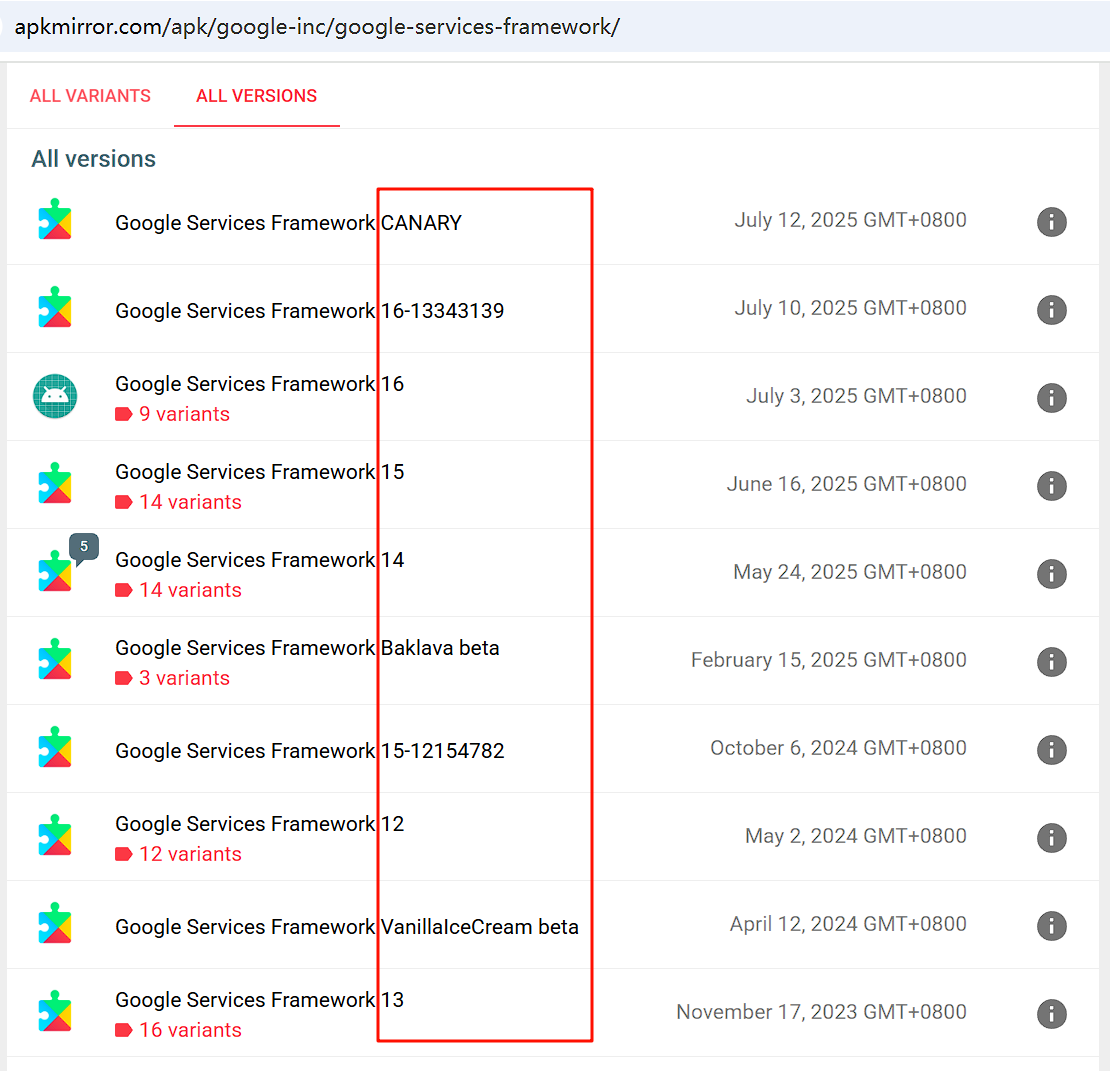 apkmirror.com/apk/google-inc/google-services-framework/
ALL VARIANTS ALL VERSIONS
All versions
Google Services Framework CANARY July 12, 2025 GMT+0800
Google Services Framework 16-13343139 July 10, 2025 GMT+0800
Google Services Framework 16 July 3, 2025 GMT+0800
9 variants
Google Services Framework 15 June 16, 2025 GMT+0800
14 variants
5
Google Services Framework 14 May 24, 2025 GMT+0800
14 variants
Google Services Framework Baklava beta February 15, 2025 GMT+0800
3 variants
Google Services Framework 15-12154782 October 6, 2024 GMT+0800
Google Services Framework 12 May 2, 2024 GMT+0800
12 variants
Google Services Framework VanillaIceCream beta April 12, 2024 GMT+0800
Google Services Framework 13 November 17, 2023 GMT+0800
16 variants